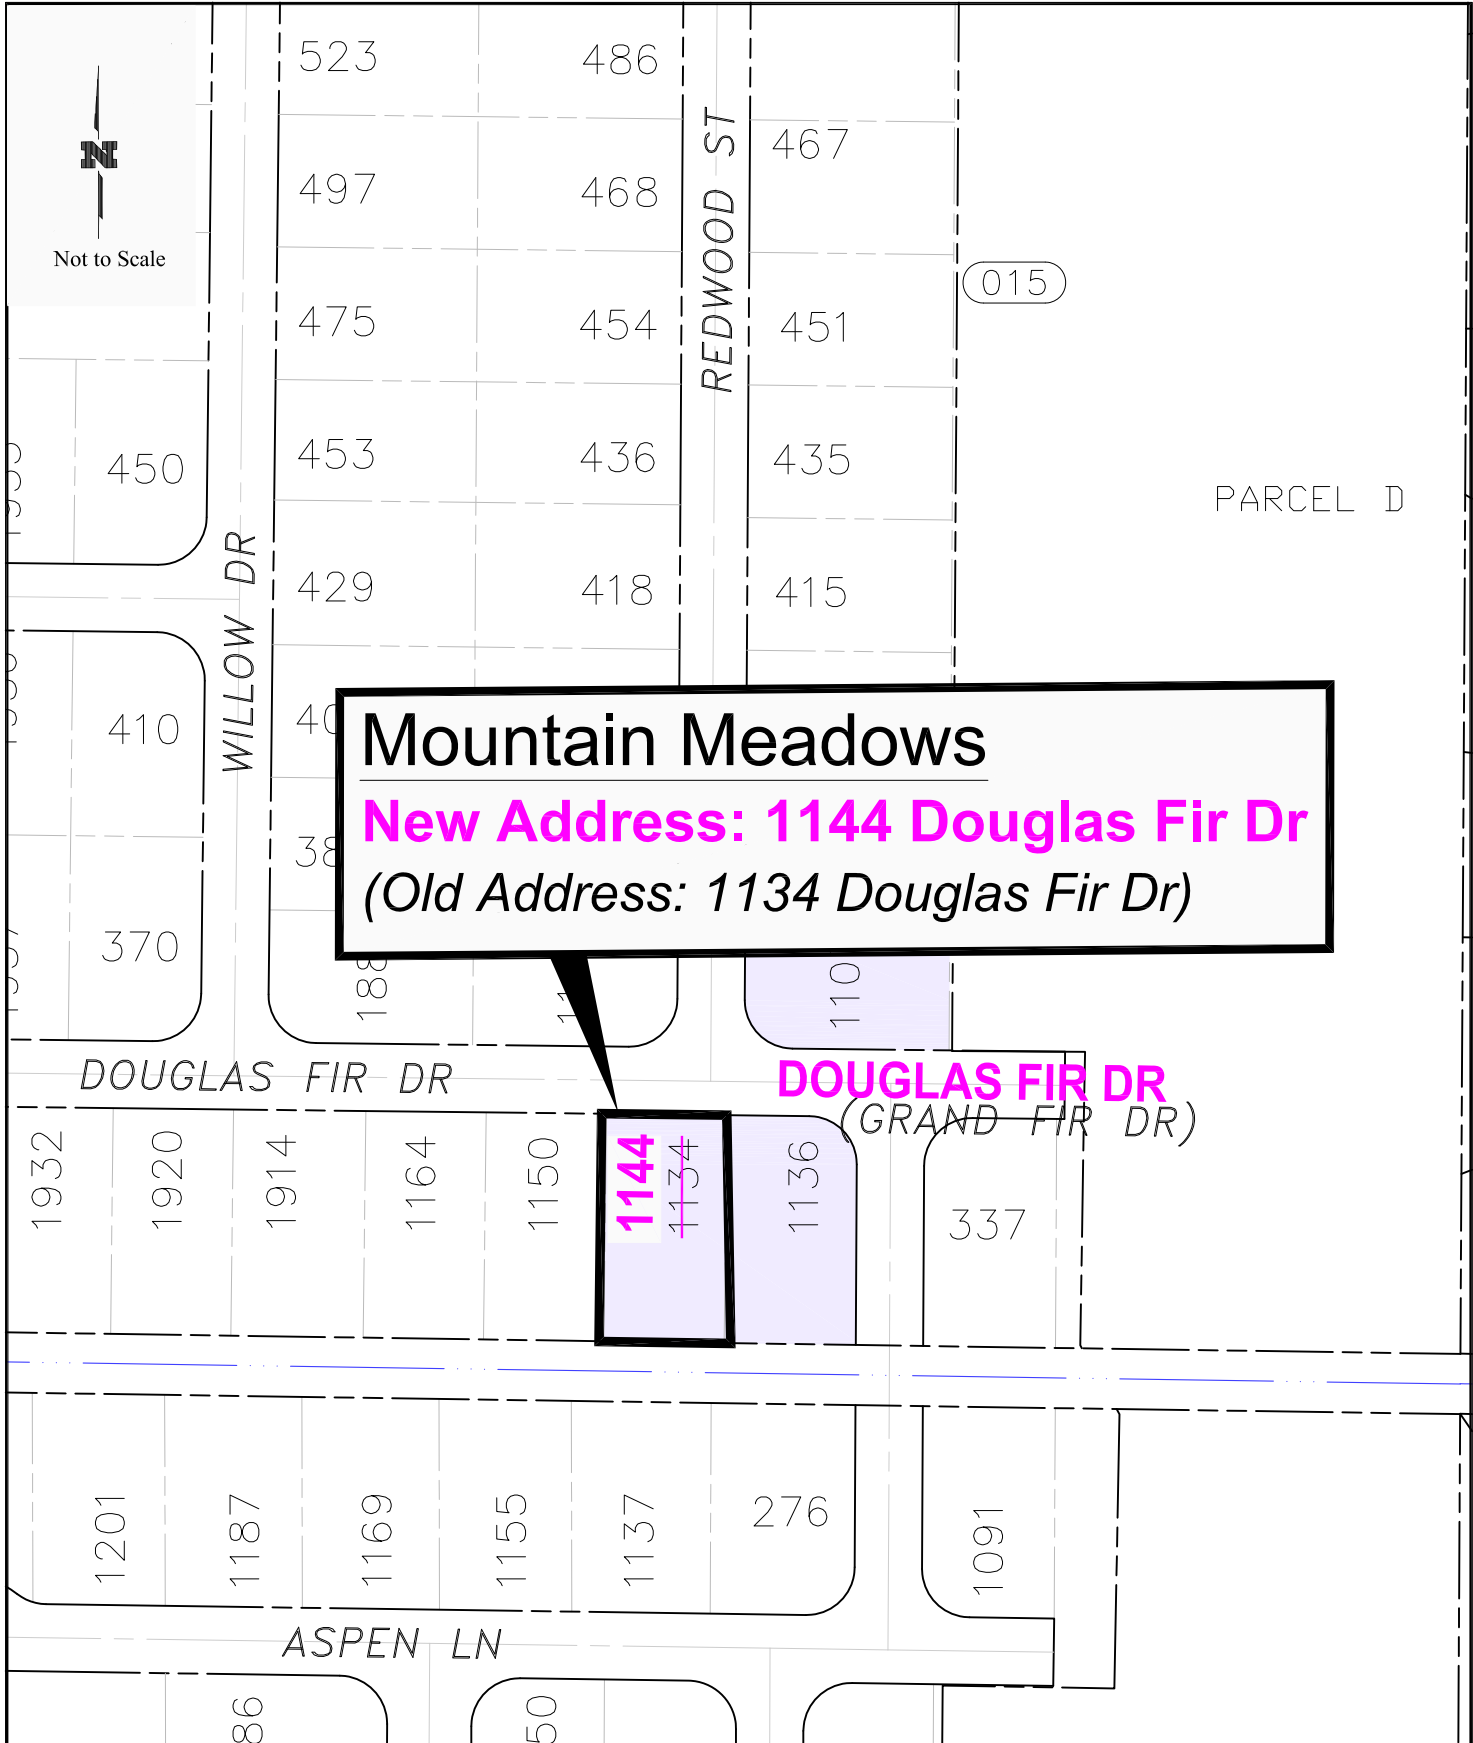 N
Not to Scale
523
486
467
497
468
REDWOOD ST
015
475
454
451
450
453
436
435
PARCEL D
429
418
415
WILLOW DR
410
370
Mountain Meadows
New Address: 1144 Douglas Fir Dr
(Old Address: 1134 Douglas Fir Dr)
DOUGLAS FIR DR
DOUGLAS FIR DR
(GRAND FIR DR)
1932
1920
1914
1164
1150
1144
1134
1136
337
1201
1187
1169
1155
1137
276
1091
ASPEN LN